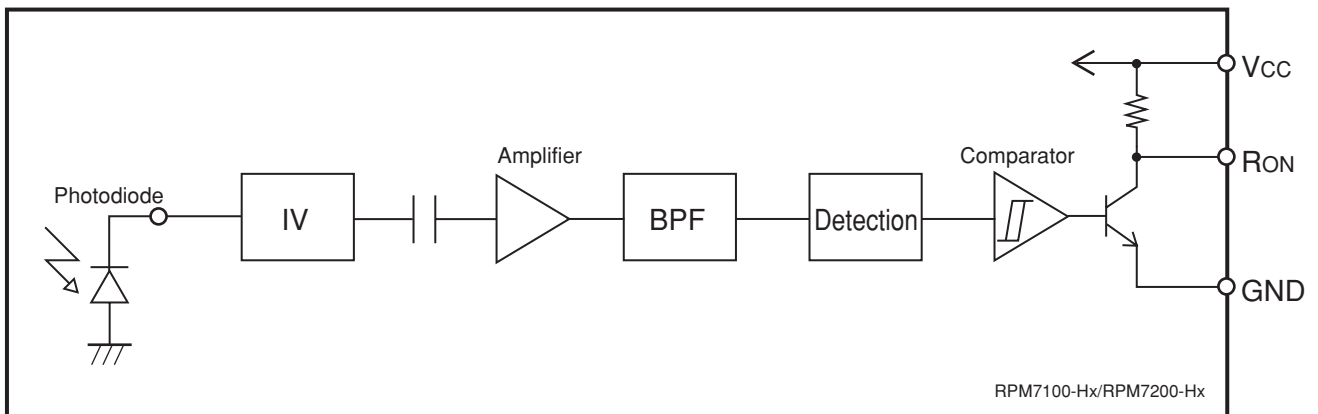 Photodiode
IV
Amplifier
BPF
Detection
Comparator
VCC
RON
GND
RPM7100-Hx/RPM7200-Hx